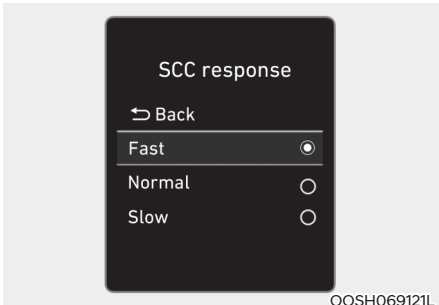 SCC response
Back
Fast
Normal
Slow
OOSH069121L